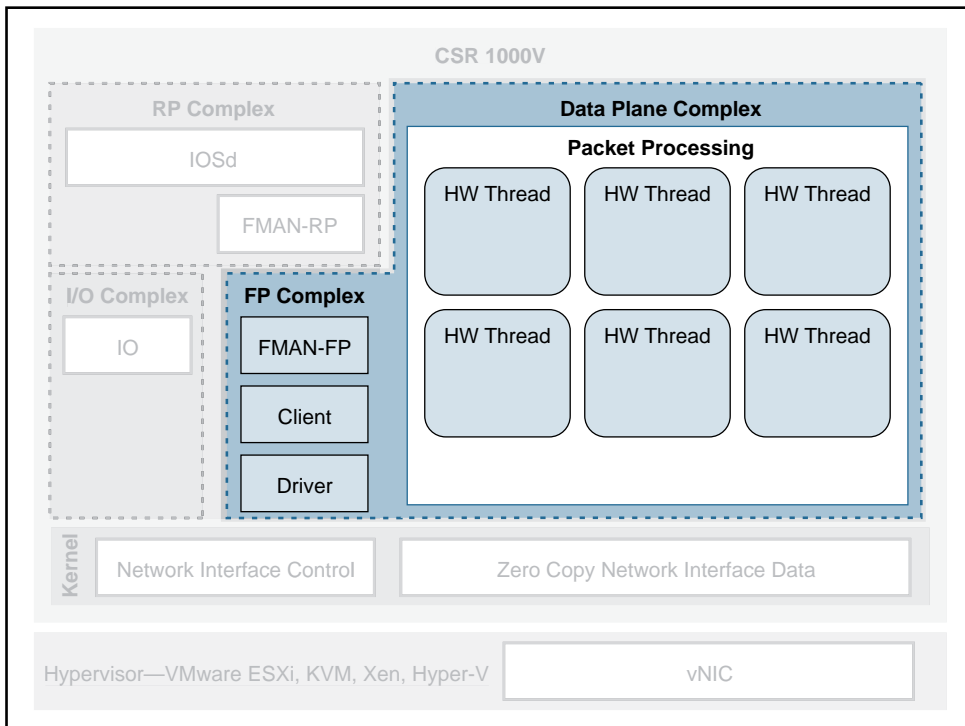 CSR 1000V
RP Complex
IOSd
FMAN-RP
Data Plane Complex
Packet Processing
HW Thread
HW Thread
HW Thread
HW Thread
HW Thread
HW Thread
I/O Complex
IO
FP Complex
FMAN-FP
Client
Driver
Kernel
Network Interface Control
Zero Copy Network Interface Data
Hypervisor—VMware ESXi, KVM, Xen, Hyper-V
vNIC